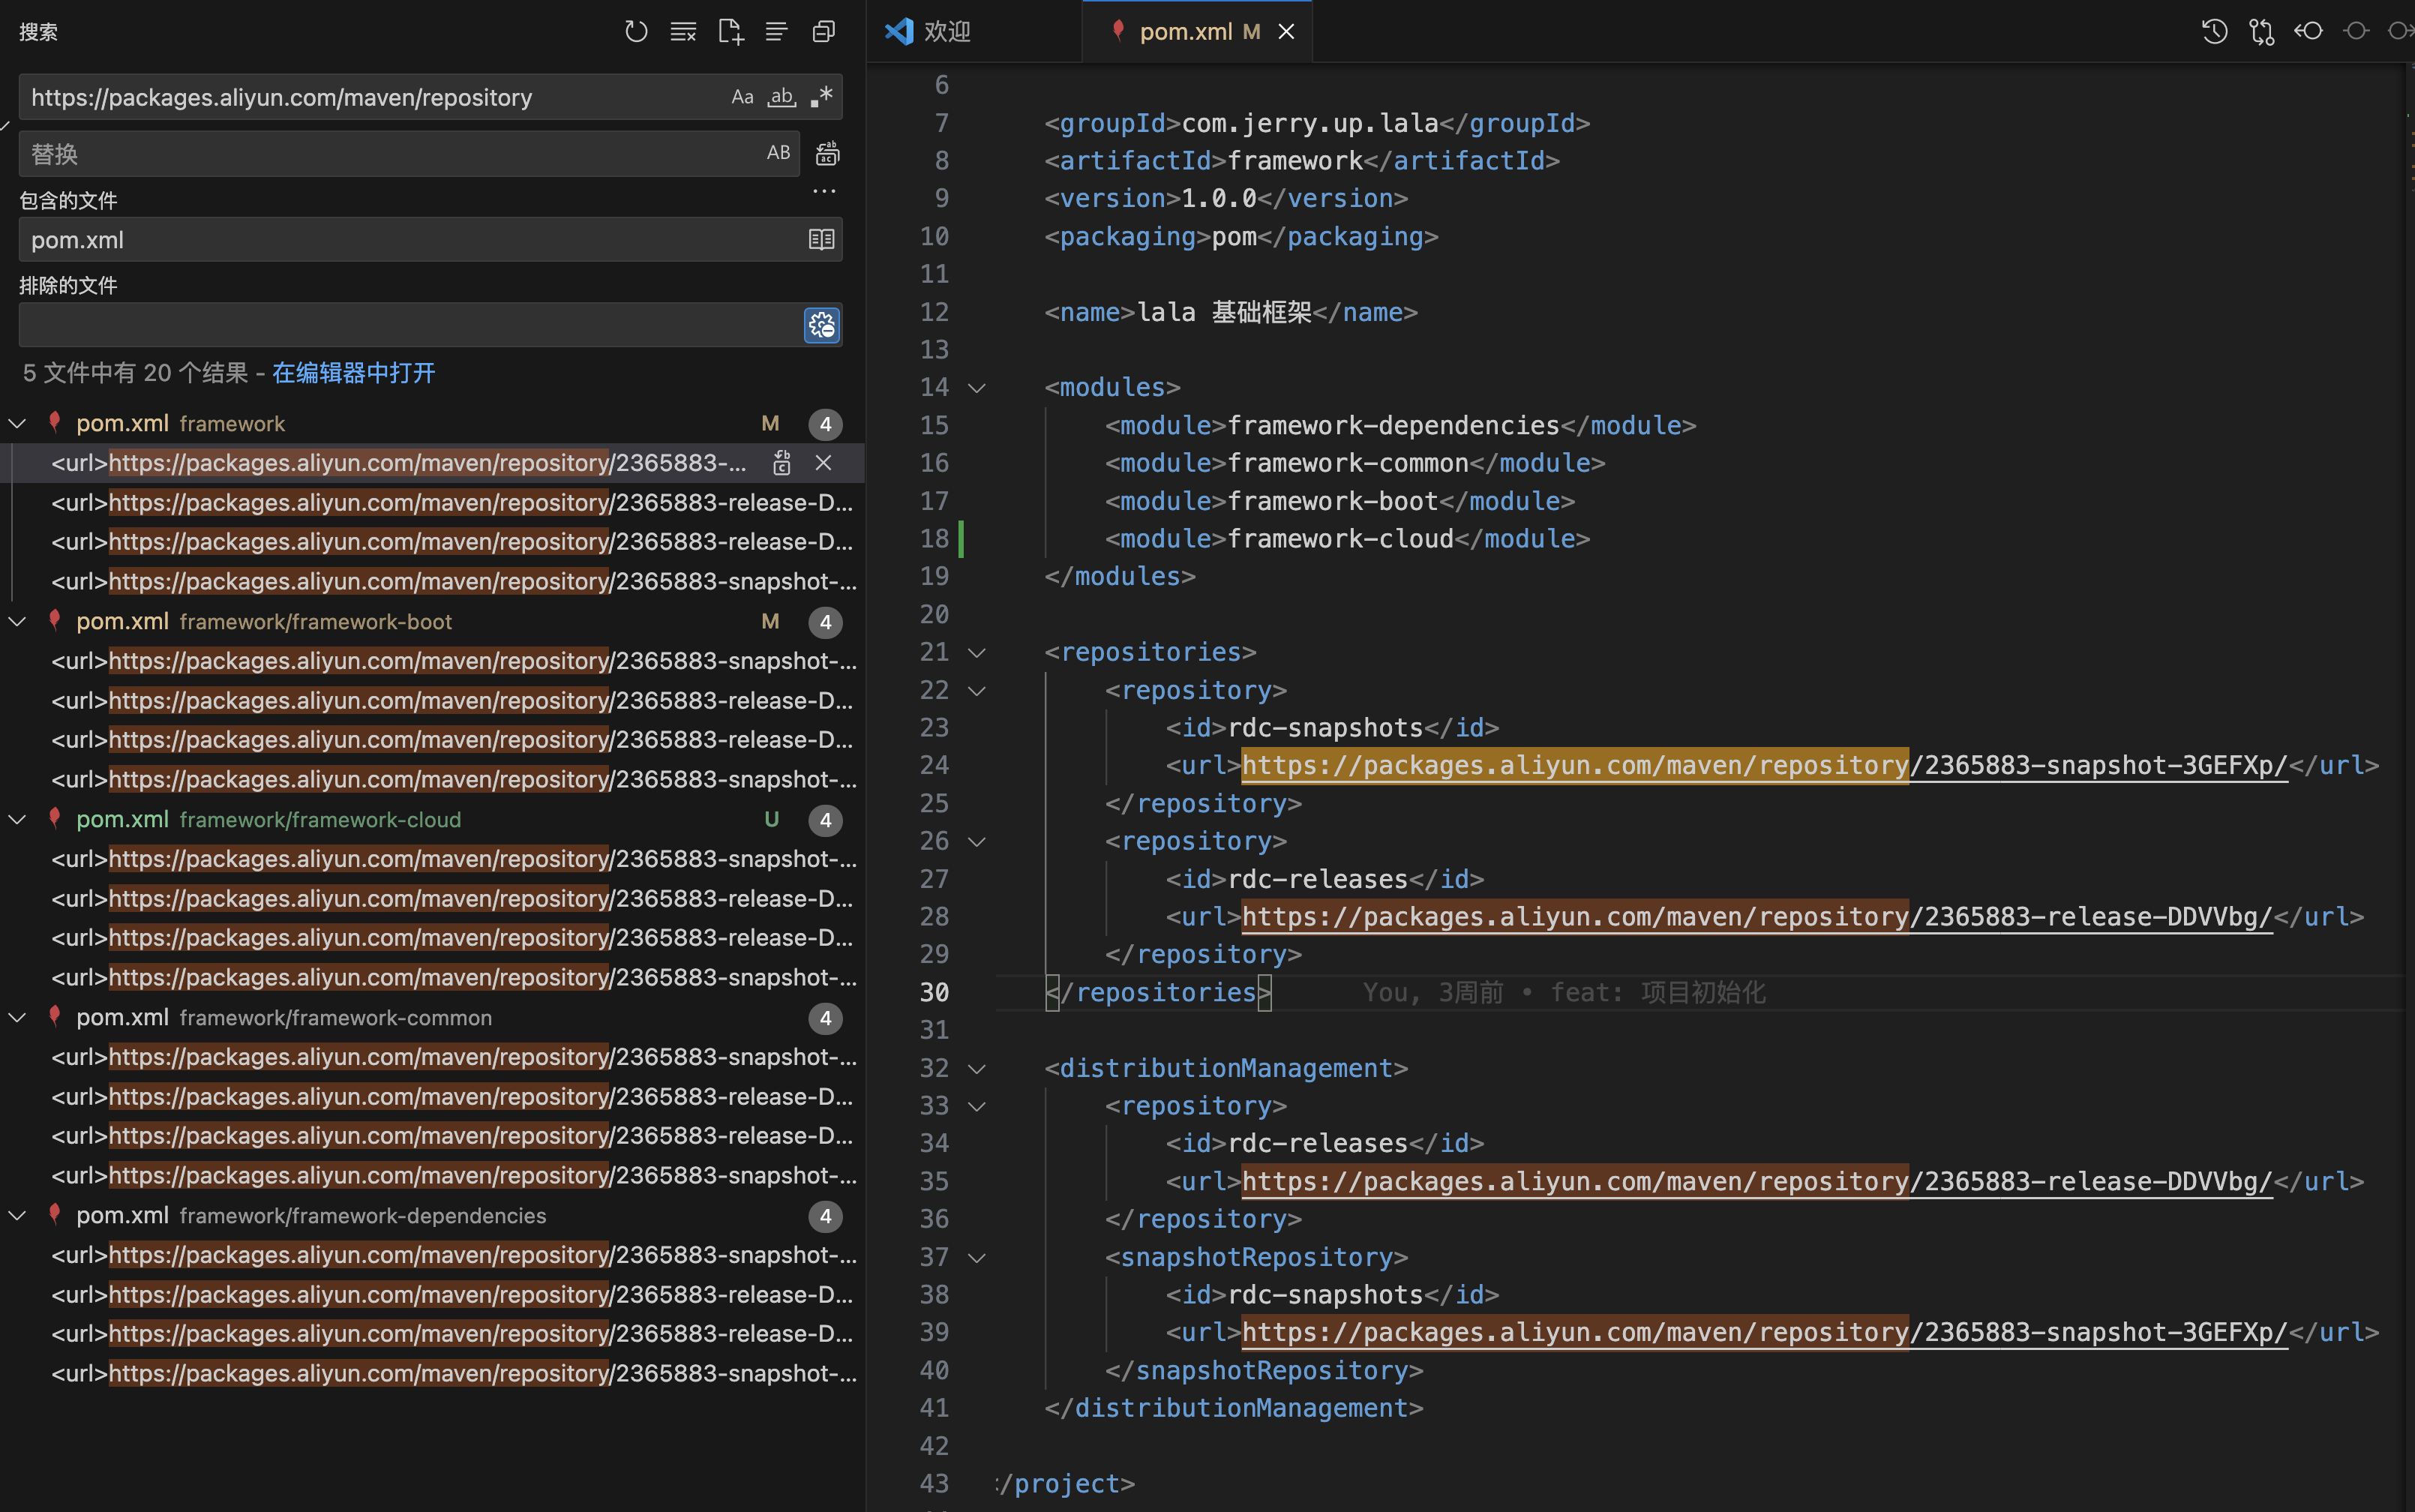 搜索
https://packages.aliyun.com/maven/repository
Aa ab .*
替换
AB
包含的文件
...
pom.xml
排除的文件
5 文件中有 20 个结果 - 在编辑器中打开
pom.xml framework M 4
<url>https://packages.aliyun.com/maven/repository/2365883-...
<url>https://packages.aliyun.com/maven/repository/2365883-release-D...
<url>https://packages.aliyun.com/maven/repository/2365883-release-D...
<url>https://packages.aliyun.com/maven/repository/2365883-snapshot-...
pom.xml framework/framework-boot M 4
<url>https://packages.aliyun.com/maven/repository/2365883-snapshot-...
<url>https://packages.aliyun.com/maven/repository/2365883-release-D...
<url>https://packages.aliyun.com/maven/repository/2365883-release-D...
<url>https://packages.aliyun.com/maven/repository/2365883-snapshot-...
pom.xml framework/framework-cloud U 4
<url>https://packages.aliyun.com/maven/repository/2365883-snapshot-...
<url>https://packages.aliyun.com/maven/repository/2365883-release-D...
<url>https://packages.aliyun.com/maven/repository/2365883-release-D...
<url>https://packages.aliyun.com/maven/repository/2365883-snapshot-...
pom.xml framework/framework-common 4
<url>https://packages.aliyun.com/maven/repository/2365883-snapshot-...
<url>https://packages.aliyun.com/maven/repository/2365883-release-D...
<url>https://packages.aliyun.com/maven/repository/2365883-release-D...
<url>https://packages.aliyun.com/maven/repository/2365883-snapshot-...
pom.xml framework/framework-dependencies 4
<url>https://packages.aliyun.com/maven/repository/2365883-snapshot-...
<url>https://packages.aliyun.com/maven/repository/2365883-release-D...
<url>https://packages.aliyun.com/maven/repository/2365883-release-D...
<url>https://packages.aliyun.com/maven/repository/2365883-snapshot-...
欢迎
pom.xml M
6
7 <groupId>com.jerry.up.lala</groupId>
8 <artifactId>framework</artifactId>
9 <version>1.0.0</version>
10 <packaging>pom</packaging>
11
12 <name>lala 基础框架</name>
13
14 <modules>
15 <module>framework-dependencies</module>
16 <module>framework-common</module>
17 <module>framework-boot</module>
18 <module>framework-cloud</module>
19 </modules>
20
21 <repositories>
22 <repository>
23 <id>rdc-snapshots</id>
24 <url>https://packages.aliyun.com/maven/repository/2365883-snapshot-3GEFXp/</url>
25 </repository>
26 <repository>
27 <id>rdc-releases</id>
28 <url>https://packages.aliyun.com/maven/repository/2365883-release-DDVVbg/</url>
29 </repository>
30 </repositories> You, 3周前 • feat: 项目初始化
31
32 <distributionManagement>
33 <repository>
34 <id>rdc-releases</id>
35 <url>https://packages.aliyun.com/maven/repository/2365883-release-DDVVbg/</url>
36 </repository>
37 <snapshotRepository>
38 <id>rdc-snapshots</id>
39 <url>https://packages.aliyun.com/maven/repository/2365883-snapshot-3GEFXp/</url>
40 </snapshotRepository>
41 </distributionManagement>
42
43 </project>